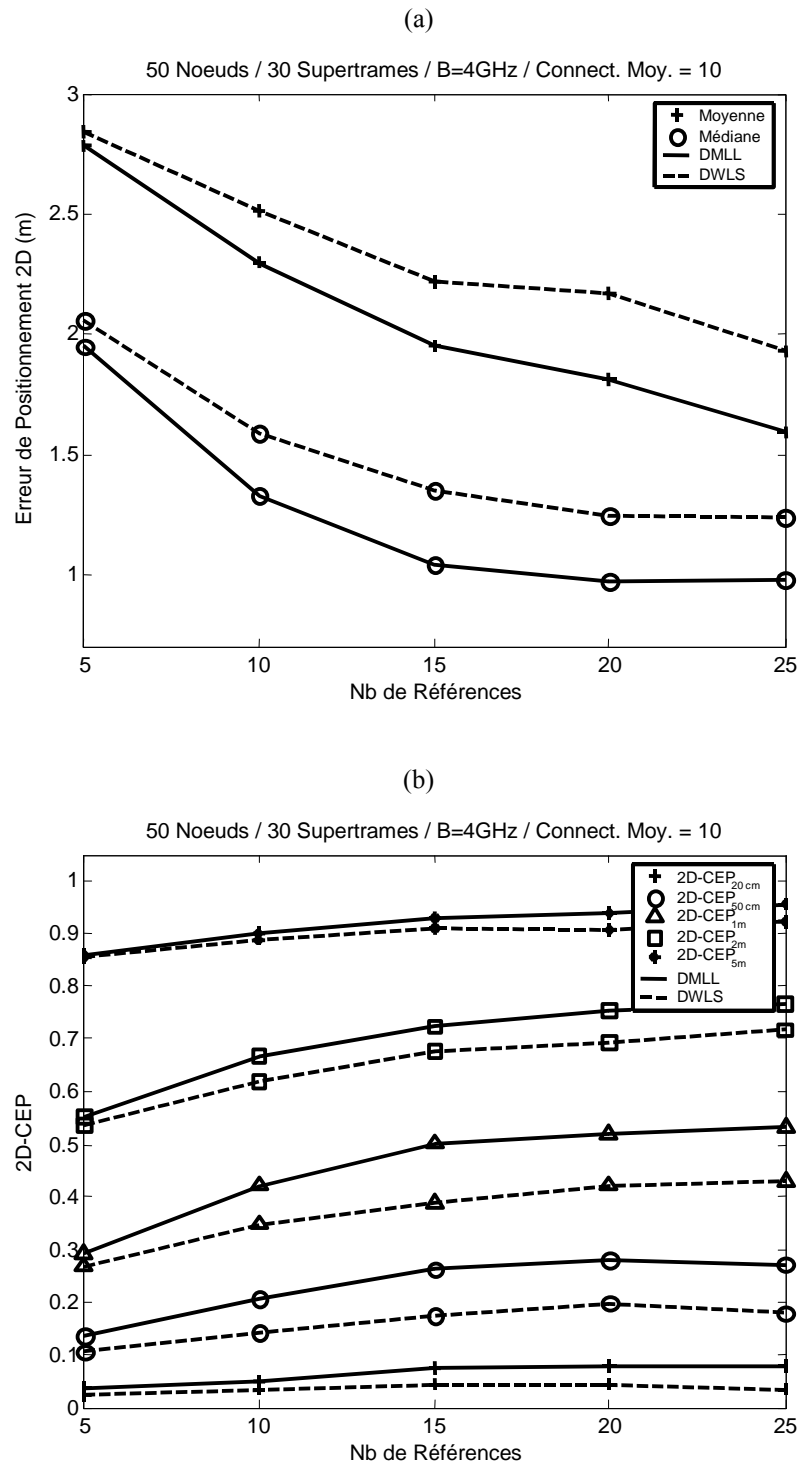 (a)
50 Noeuds / 30 Supertrames / B=4GHz / Connect. Moy. = 10
3
2.5
2
1.5
1
Erreur de Positionnement 2D (m)
Moyenne
Médiane
DMLL
DWLS
5 10 15 20 25
Nb de Références
(b)
50 Noeuds / 30 Supertrames / B=4GHz / Connect. Moy. = 10
1
0.9
0.8
0.7
0.6
0.5
0.4
0.3
0.2
0.1
0
2D-CEP
2D-CEP20 cm
2D-CEP50 cm
2D-CEP1m
2D-CEP2m
2D-CEP5m
DMLL
DWLS
5 10 15 20 25
Nb de Références